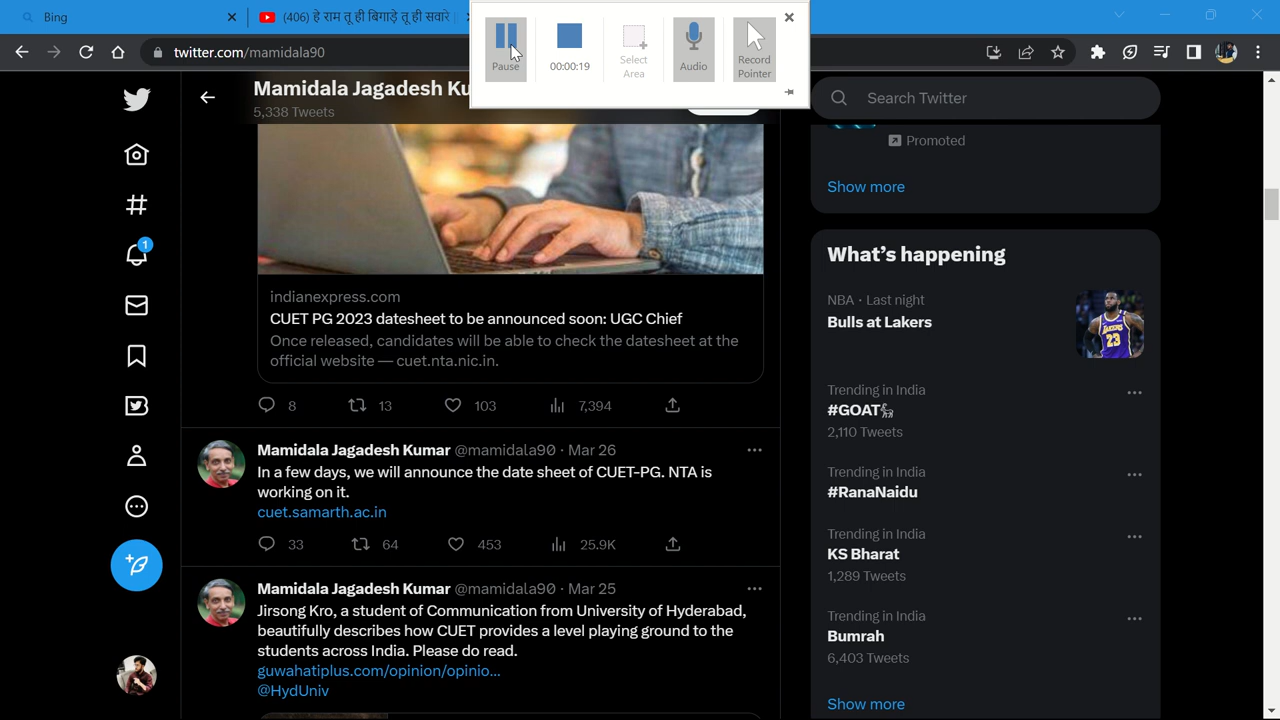 Bing
(406) हे राम तू ही बिगाड़े तू ही सवारे
Pause
00:00:19
Select
Area
Audio
Record
Pointer
twitter.com/mamidala90
Mamidala Jagadesh Ku
5,338 Tweets
Search Twitter
Promoted
Show more
1
indianexpress.com
CUET PG 2023 datesheet to be announced soon: UGC Chief
Once released, candidates will be able to check the datesheet at the
official website — cuet.nta.nic.in.
8 13 103 7,394
Mamidala Jagadesh Kumar @mamidala90 · Mar 26
In a few days, we will announce the date sheet of CUET-PG. NTA is
working on it.
cuet.samarth.ac.in
33 64 453 25.9K
Mamidala Jagadesh Kumar @mamidala90 · Mar 25
Jirsong Kro, a student of Communication from University of Hyderabad,
beautifully describes how CUET provides a level playing ground to the
students across India. Please do read.
guwahatiplus.com/opinion/opinio...
@HydUniv
What's happening
NBA · Last night
Bulls at Lakers
LAKERS
23
Trending in India
#GOAT
2,110 Tweets
Trending in India
#RanaNaidu
Trending in India
KS Bharat
1,289 Tweets
Trending in India
Bumrah
6,403 Tweets
Show more